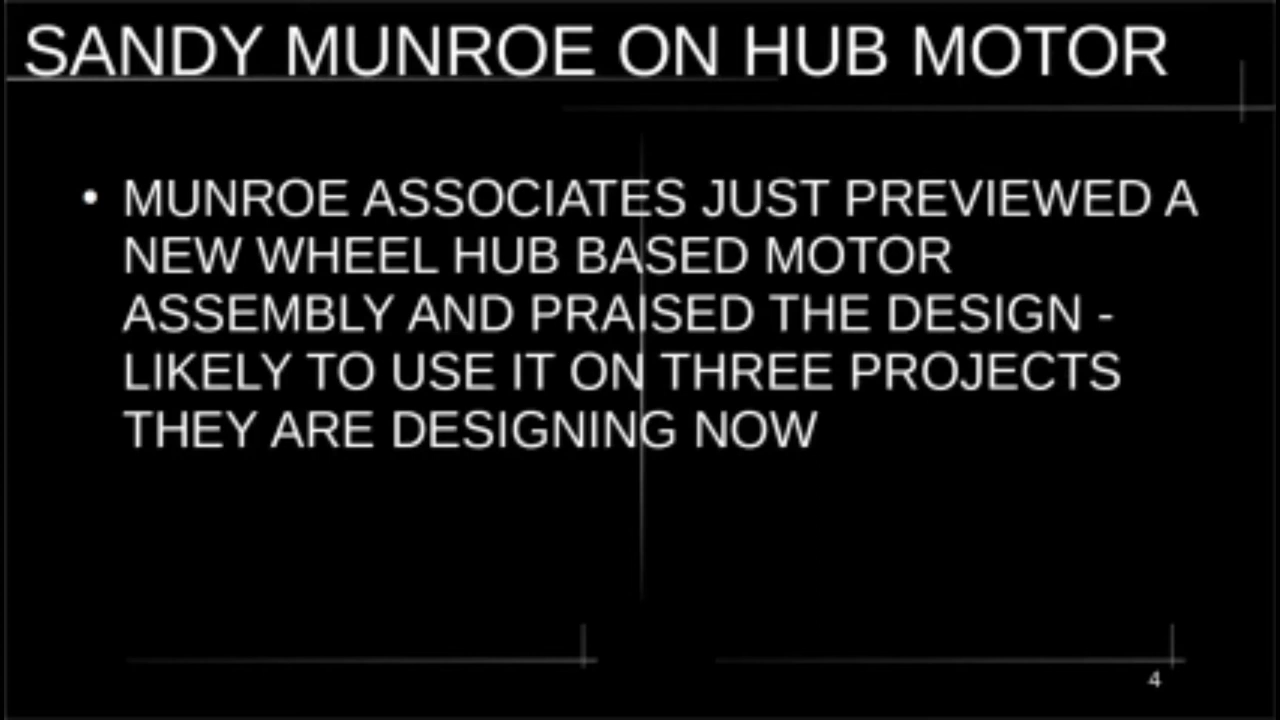 SANDY MUNROE ON HUB MOTOR
• MUNROE ASSOCIATES JUST PREVIEWED A
NEW WHEEL HUB BASED MOTOR
ASSEMBLY AND PRAISED THE DESIGN -
LIKELY TO USE IT ON THREE PROJECTS
THEY ARE DESIGNING NOW
4